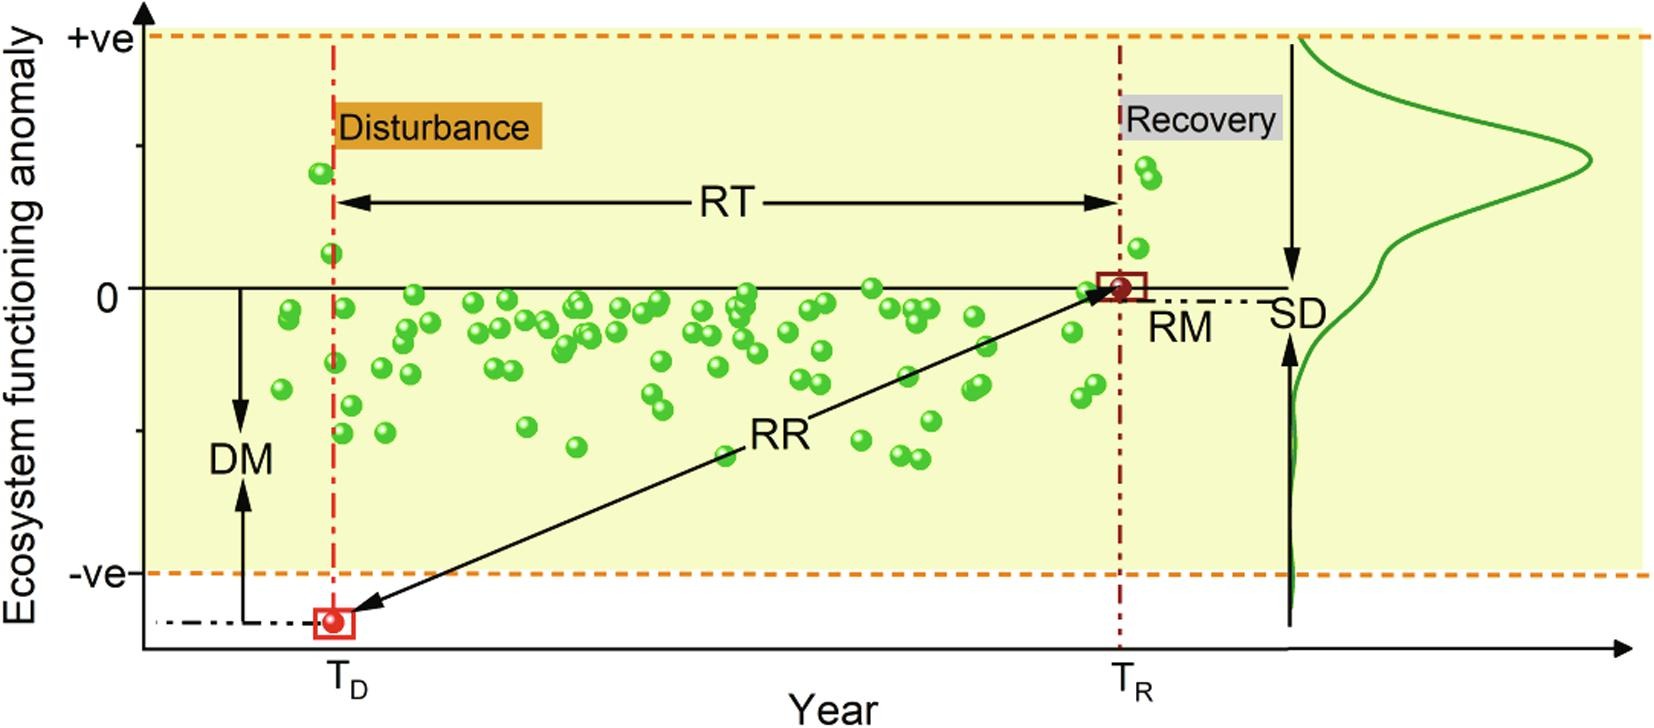 Ecosystem functioning anomaly
+ve
Disturbance
Recovery
RT
0
RM
SD
DM
RR
-ve
TD
TR
Year